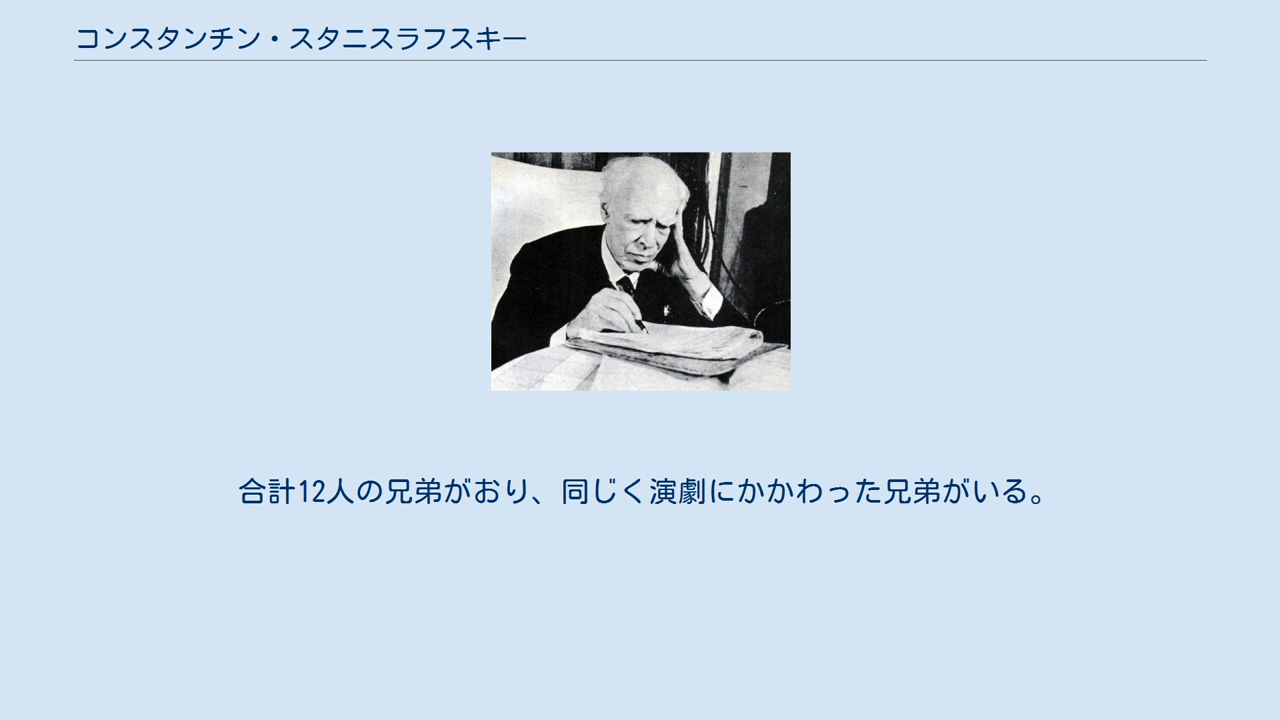 コンスタンチン・スタニスラフスキー
合計12人の兄弟がおり、同じく演劇にかかわった兄弟がいる。